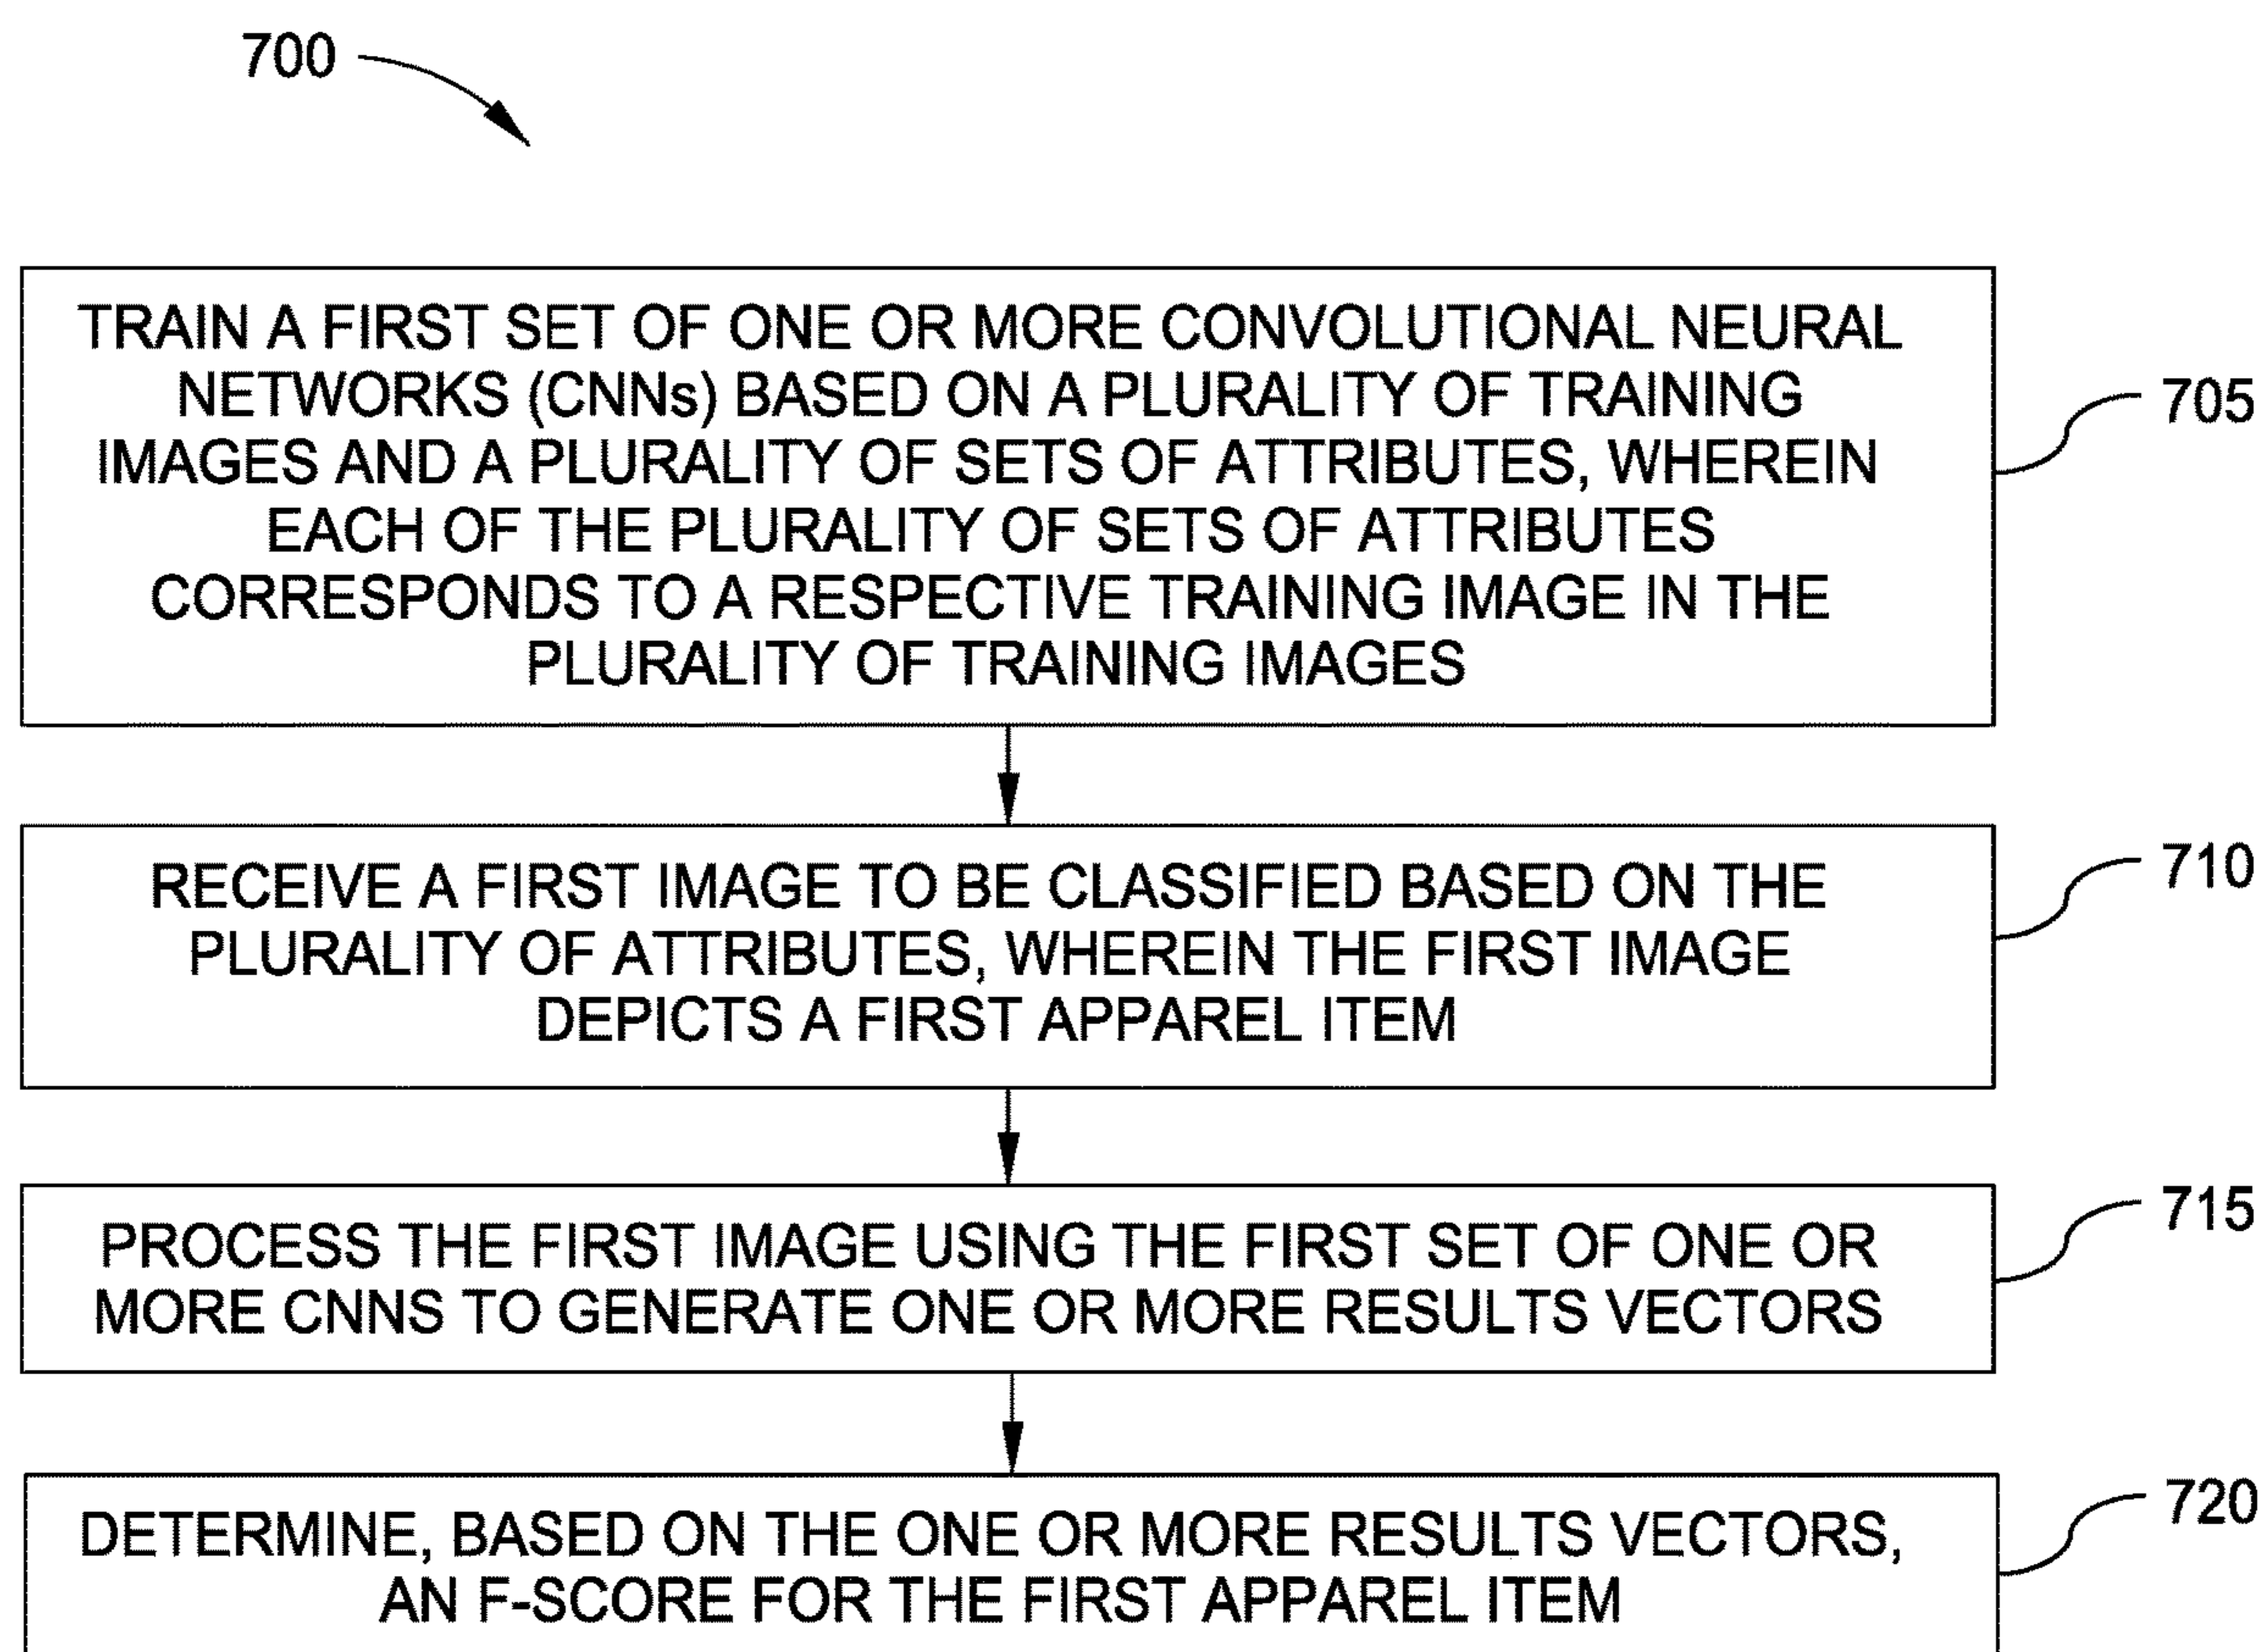 700
TRAIN A FIRST SET OF ONE OR MORE CONVOLUTIONAL NEURAL
NETWORKS (CNNs) BASED ON A PLURALITY OF TRAINING
IMAGES AND A PLURALITY OF SETS OF ATTRIBUTES, WHEREIN
EACH OF THE PLURALITY OF SETS OF ATTRIBUTES
CORRESPONDS TO A RESPECTIVE TRAINING IMAGE IN THE
PLURALITY OF TRAINING IMAGES
705
RECEIVE A FIRST IMAGE TO BE CLASSIFIED BASED ON THE
PLURALITY OF ATTRIBUTES, WHEREIN THE FIRST IMAGE
DEPICTS A FIRST APPAREL ITEM
710
PROCESS THE FIRST IMAGE USING THE FIRST SET OF ONE OR
MORE CNNS TO GENERATE ONE OR MORE RESULTS VECTORS
715
DETERMINE, BASED ON THE ONE OR MORE RESULTS VECTORS,
AN F-SCORE FOR THE FIRST APPAREL ITEM
720